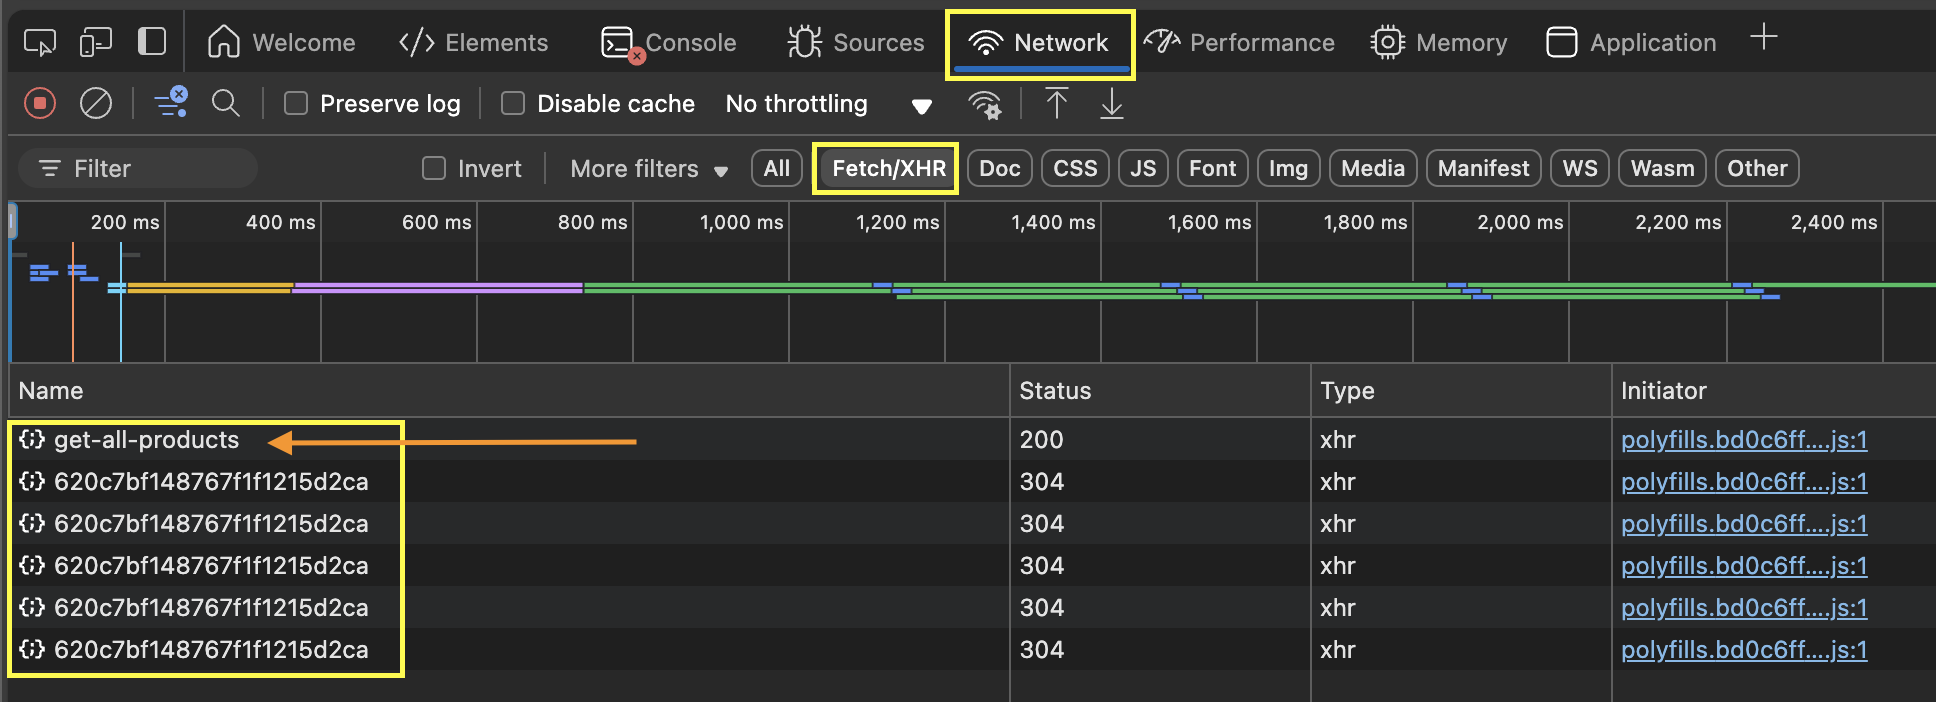 Welcome Elements Console Sources Network Performance Memory Application
Preserve log Disable cache No throttling
Filter Invert More filters All Fetch/XHR Doc CSS JS Font Img Media Manifest WS Wasm Other
200 ms 400 ms 600 ms 800 ms 1,000 ms 1,200 ms 1,400 ms 1,600 ms 1,800 ms 2,000 ms 2,200 ms 2,400 ms
Name Status Type Initiator
get-all-products 200 xhr polyfills.bd0c6ff....js:1
620c7bf148767f1f1215d2ca 304 xhr polyfills.bd0c6ff....js:1
620c7bf148767f1f1215d2ca 304 xhr polyfills.bd0c6ff....js:1
620c7bf148767f1f1215d2ca 304 xhr polyfills.bd0c6ff....js:1
620c7bf148767f1f1215d2ca 304 xhr polyfills.bd0c6ff....js:1
620c7bf148767f1f1215d2ca 304 xhr polyfills.bd0c6ff....js:1